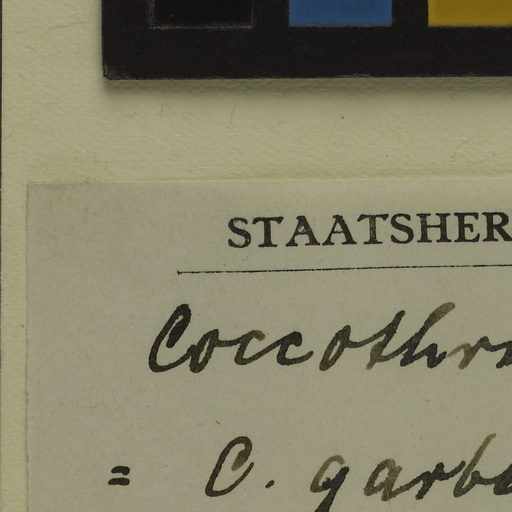 STAATSHER
Coccothr
= C. garb